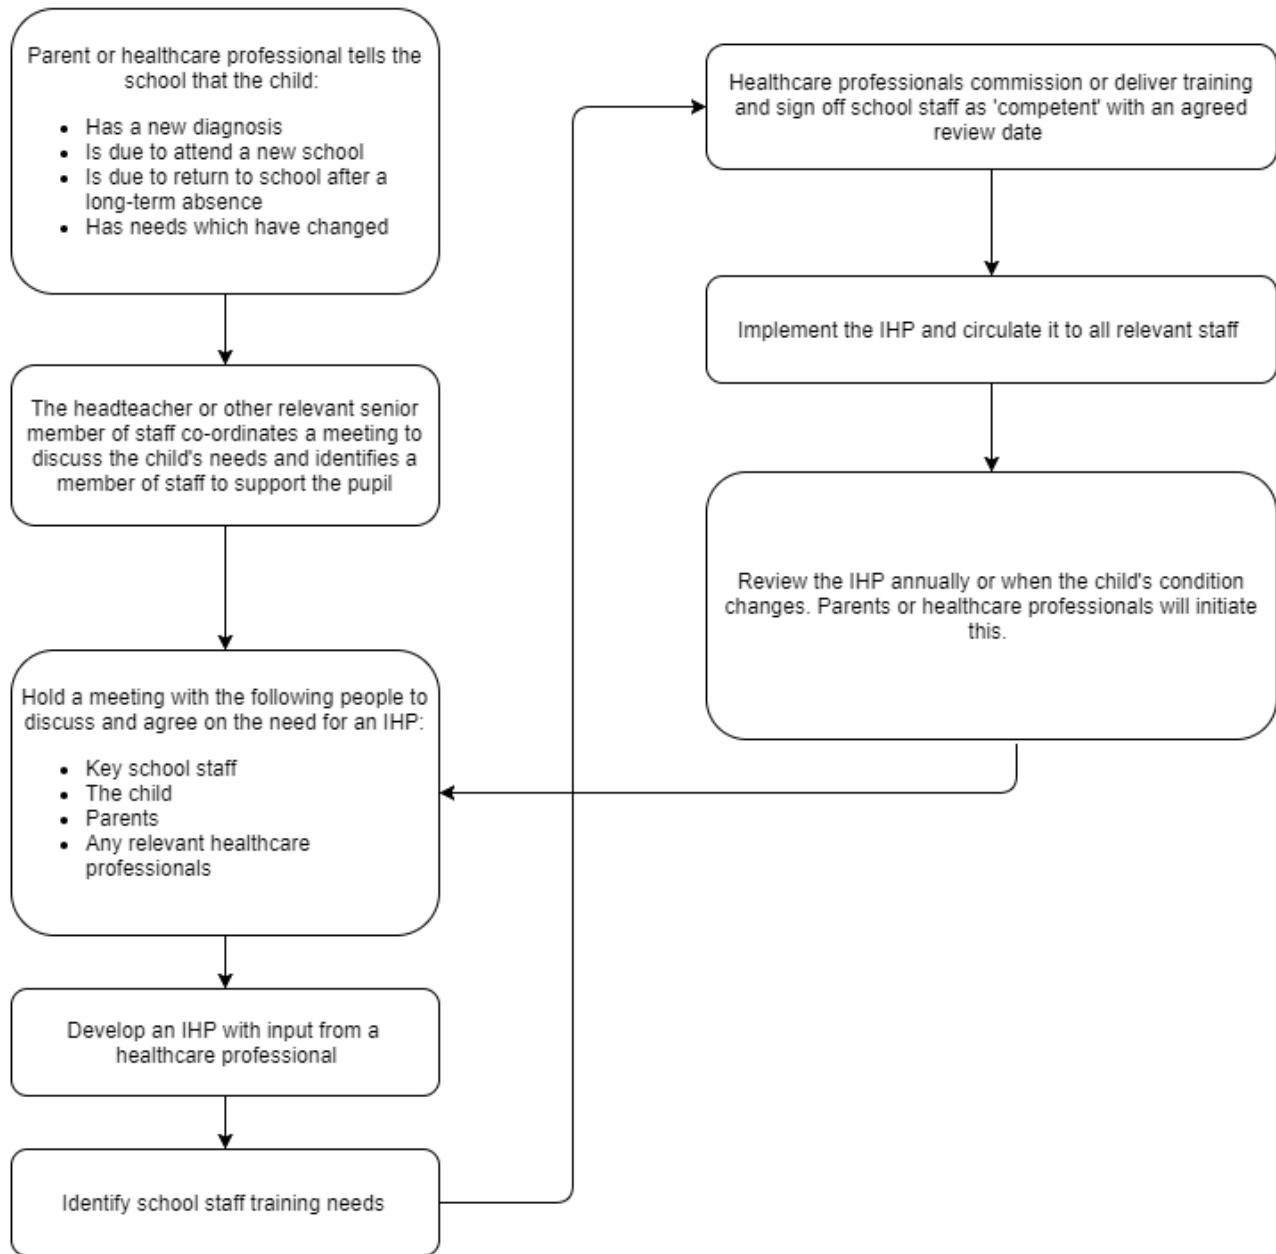 Parent or healthcare professional tells the
school that the child:
• Has a new diagnosis
• Is due to attend a new school
• Is due to return to school after a
long-term absence
• Has needs which have changed
The headteacher or other relevant senior
member of staff co-ordinates a meeting to
discuss the child's needs and identifies a
member of staff to support the pupil
Hold a meeting with the following people to
discuss and agree on the need for an IHP:
• Key school staff
• The child
• Parents
• Any relevant healthcare
professionals
Develop an IHP with input from a
healthcare professional
Identify school staff training needs
Healthcare professionals commission or deliver training
and sign off school staff as 'competent' with an agreed
review date
Implement the IHP and circulate it to all relevant staff
Review the IHP annually or when the child's condition
changes. Parents or healthcare professionals will initiate
this.